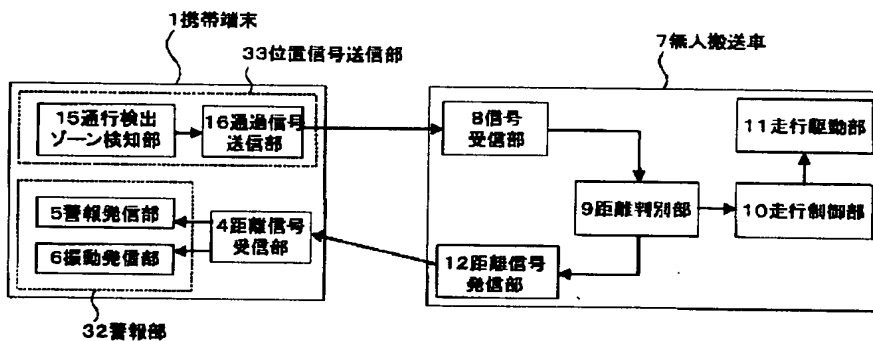 1携帯端末
33位置信号送信部
7無人搬送車
15通行検出
ゾーン検知部
16通過信号
送信部
8信号
受信部
11走行駆動部
5警報発信部
4距離信号
受信部
9距離判別部
10走行制御部
6振動発信部
12距離信号
発信部
32警報部